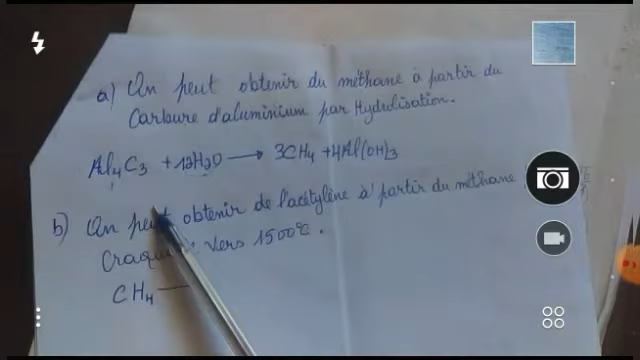 a) On peut obtenir du méthane à partir du
Carbure d'aluminium par Hydrolisation.
Al4C3 + 12H2O → 3CH4 + 4Al(OH)3
b) On peut obtenir de l'acétylène à partir du méthane
vers 1500°C.
CH4 —